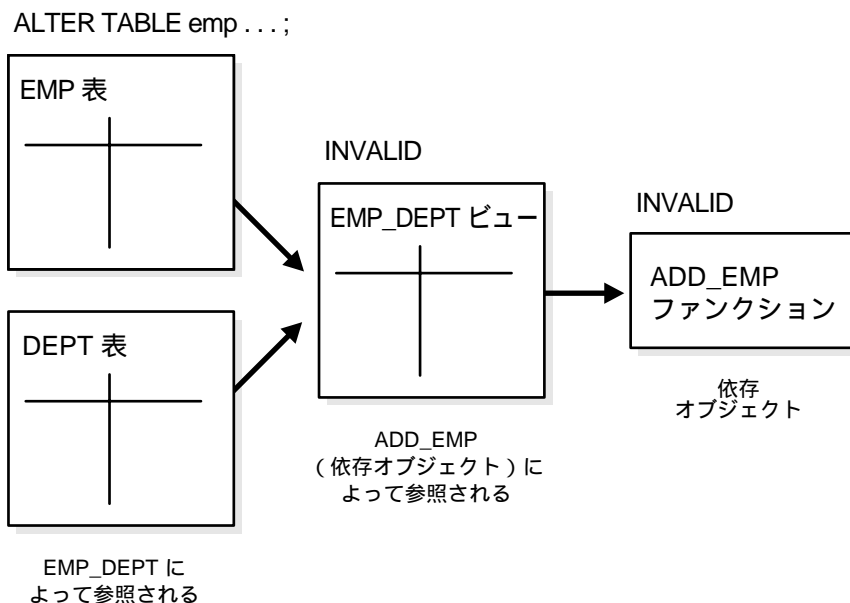 ALTER TABLE emp . . . ;
EMP 表
INVALID
EMP_DEPT ビュー
INVALID
ADD_EMP
ファンクション
DEPT 表
依存
オブジェクト
ADD_EMP
（依存オブジェクト）に
よって参照される
EMP_DEPT に
よって参照される